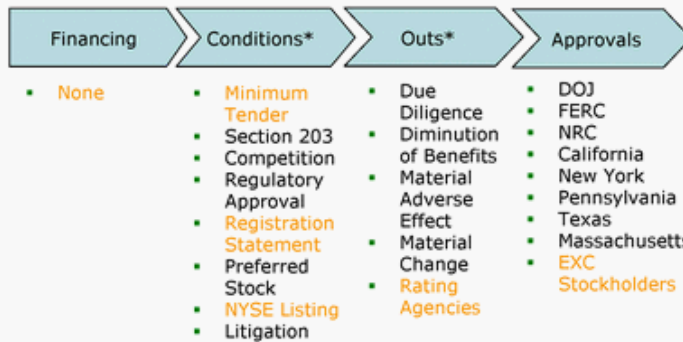 Financing
Conditions*
Outs*
Approvals
None
Minimum
Tender
Section 203
Competition
Regulatory
Approval
Registration
Statement
Preferred
Stock
NYSE Listing
Litigation
Due
Diligence
Diminution
of Benefits
Material
Adverse
Effect
Material
Change
Rating
Agencies
DOJ
FERC
NRC
California
New York
Pennsylvania
Texas
Massachusetts
EXC
Stockholders